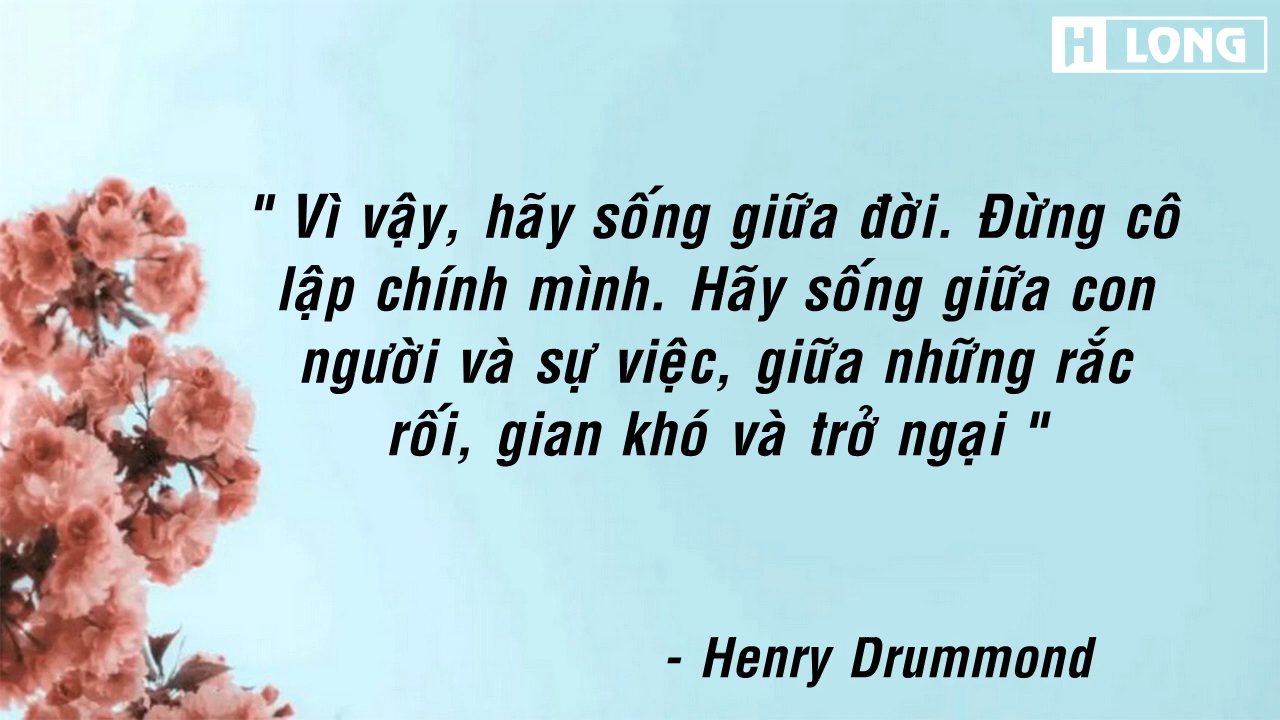 H LONG
" Vì vậy, hãy sống giữa đời. Đừng cô
lập chính mình. Hãy sống giữa con
người và sự việc, giữa những rắc
rối, gian khó và trở ngại "
- Henry Drummond